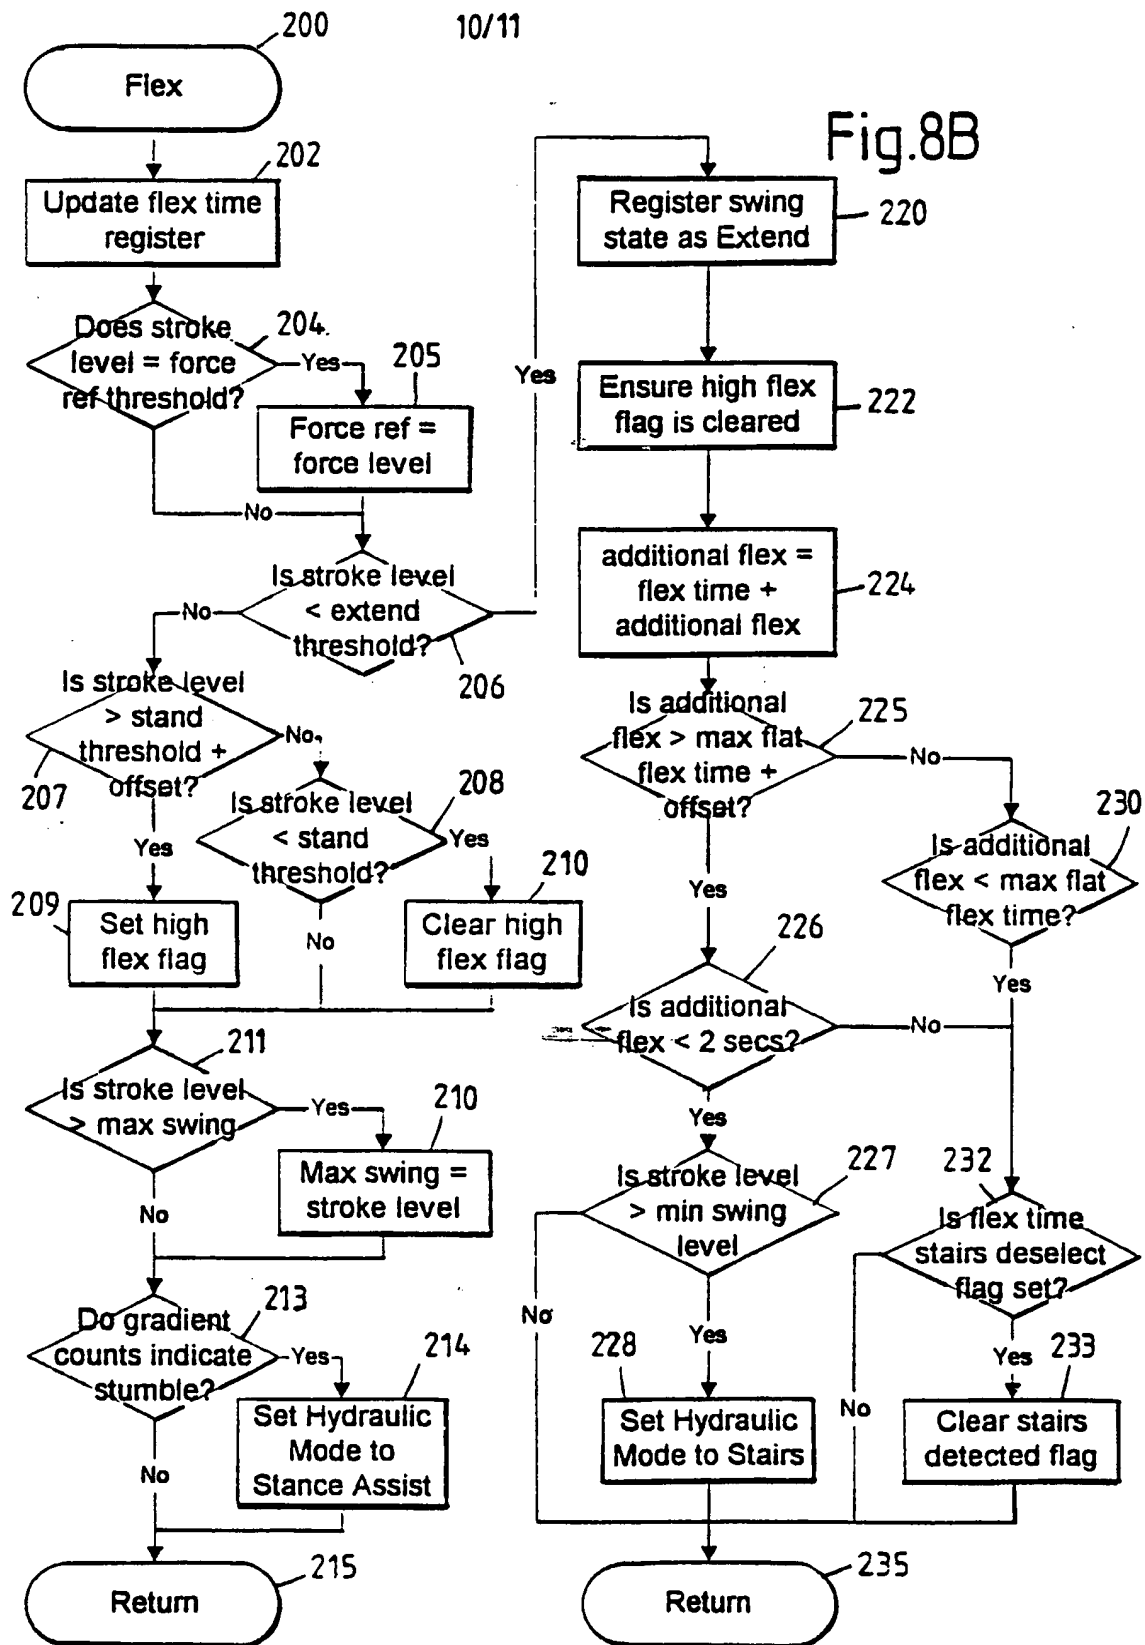 10/11
Fig.8B
200
Flex
202
Update flex time
register
204.
Does stroke
level = force
ref threshold?
Yes
205
Force ref =
force level
No
Is stroke level
< extend
threshold?
206
Yes
No
Is stroke level
> stand
threshold +
offset?
207
No
Yes
208
Is stroke level
< stand
threshold?
Yes
No
209
Set high
flex flag
210
Clear high
flex flag
211
Is stroke level
> max swing
Yes
No
210
Max swing =
stroke level
213
Do gradient
counts indicate
stumble?
Yes
No
214
Set Hydraulic
Mode to
Stance Assist
215
Return
Register swing
state as Extend
220
Ensure high flex
flag is cleared
222
additional flex =
flex time +
additional flex
224
Is additional
flex > max flat
flex time +
offset?
225
No
Yes
230
Is additional
flex < max flat
flex time?
Yes
226
Is additional
flex < 2 secs?
No
Yes
227
Is stroke level
> min swing
level
No
Yes
228
Set Hydraulic
Mode to Stairs
232
Is flex time
stairs deselect
flag set?
Yes
No
233
Clear stairs
detected flag
235
Return